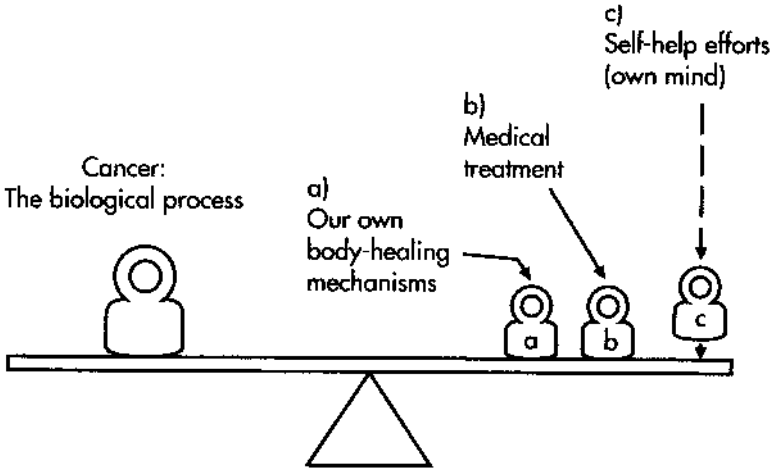 Cancer:
The biological process
a)
Our own
body-healing
mechanisms
b)
Medical
treatment
c)
Self-help efforts
(own mind)
a
b
c